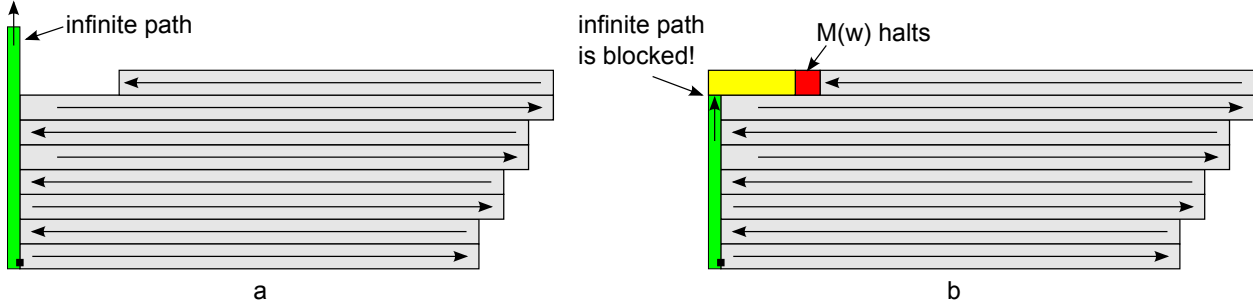 infinite path
a
infinite path
is blocked!
M(w) halts
b